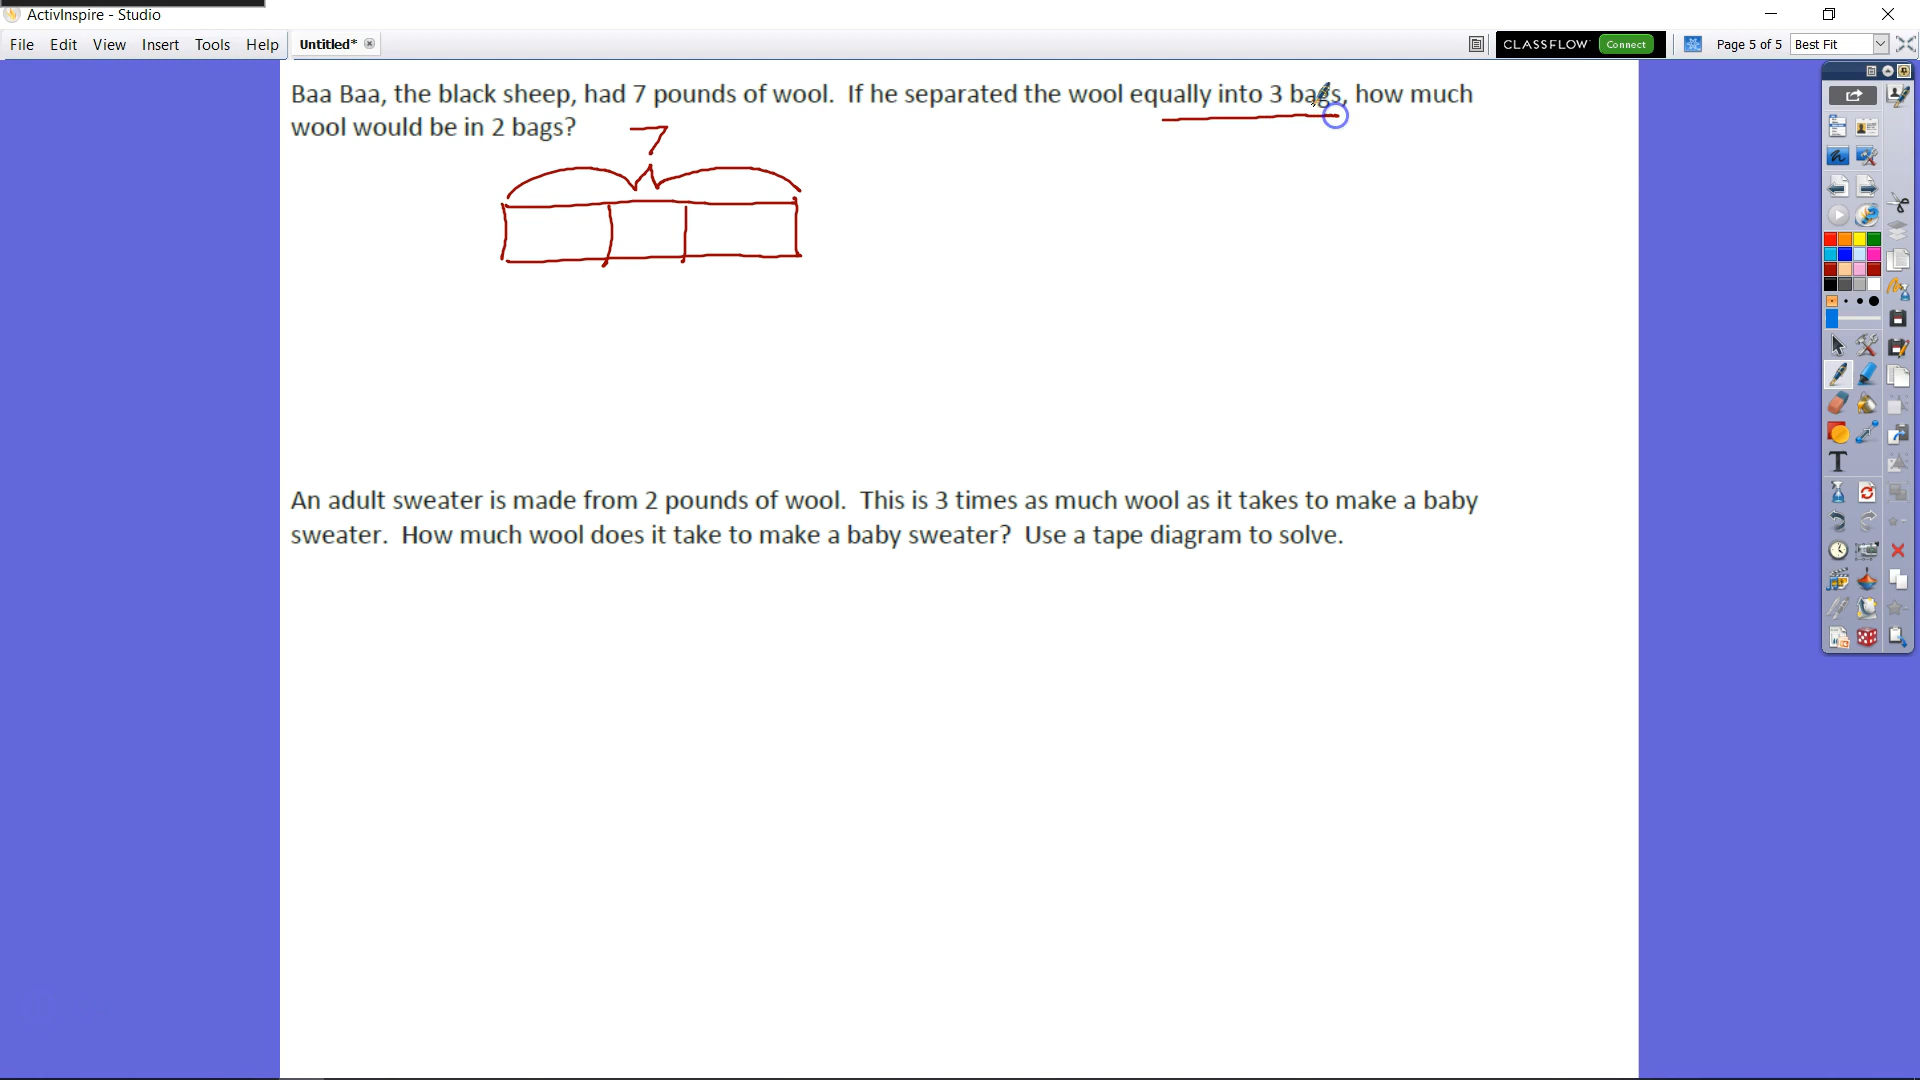 ActivInspire - Studio
File Edit View Insert Tools Help Untitled* CLASSFLOW Connect Page 5 of 5 Best Fit
Baa Baa, the black sheep, had 7 pounds of wool. If he separated the wool equally into 3 bags, how much
wool would be in 2 bags?
7
An adult sweater is made from 2 pounds of wool. This is 3 times as much wool as it takes to make a baby
sweater. How much wool does it take to make a baby sweater? Use a tape diagram to solve.